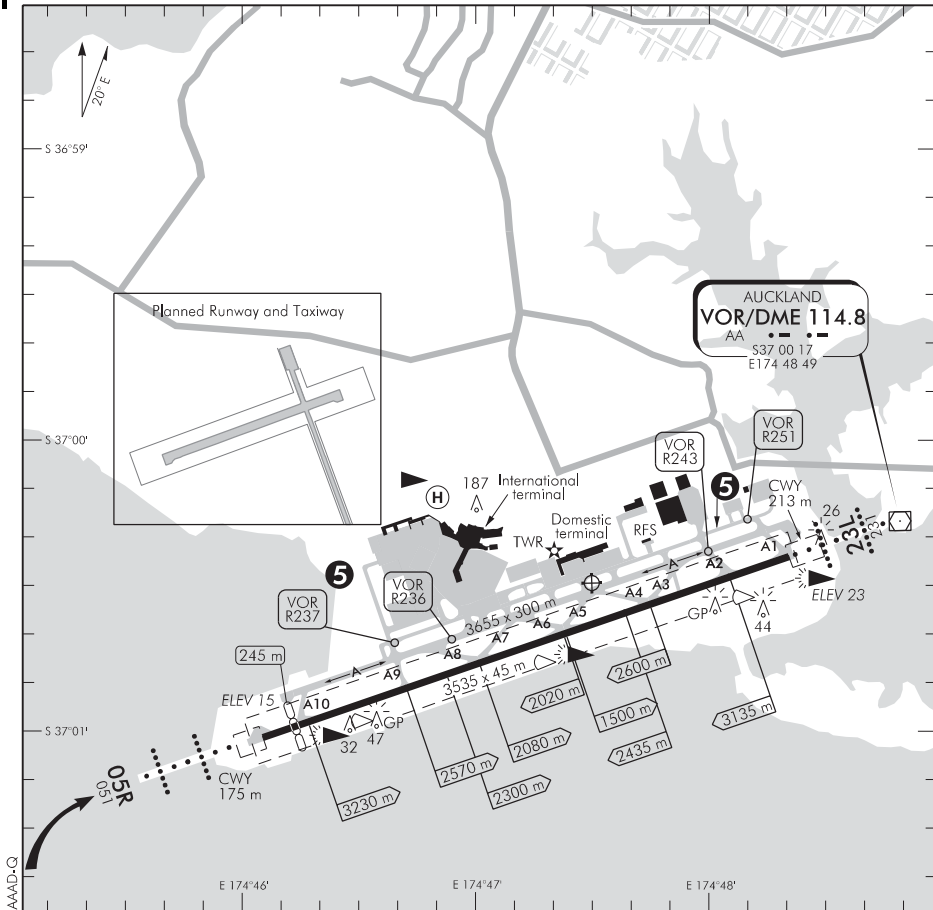 20° E
S 36°59'
Planned Runway and Taxiway
AUCKLAND
VOR/DME 114.8
AA
S37 00 17
E174 48 49
S 37°00'
187
International
terminal
H
VOR
R243
VOR
R251
5
CWY
213 m
26
23L
23
TWR
Domestic
terminal
RFS
A1
A
A2
A3
A4
A5
A6
A7
A8
A9
A10
ELEV 23
5
VOR
R237
VOR
R236
3655 x 300 m
GP
44
245 m
A
3535 x 45 m
2600 m
2020 m
ELEV 15
1500 m
3135 m
S 37°01'
GP
32
47
2080 m
2435 m
2570 m
2300 m
CWY
175 m
05R
051
3230 m
AAAD-Q
E 174°46'
E 174°47'
E 174°48'